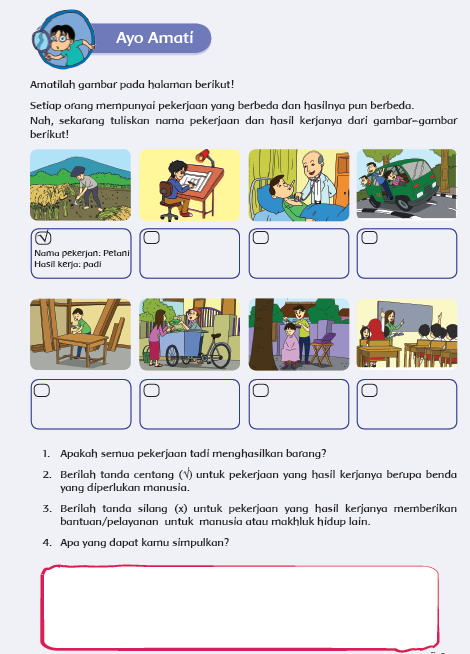 Ayo Amati
Amatilah gambar pada halaman berikut!
Setiap orang mempunyai pekerjaan yang berbeda dan hasilnya pun berbeda.
Nah, sekarang tuliskan nama pekerjaan dan hasil kerjanya dari gambar-gambar
berikut!
√
Nama pekerjan: Petani
Hasil kerja: padi
1. Apakah semua pekerjaan tadi menghasilkan barang?
2. Berilah tanda centang (√) untuk pekerjaan yang hasil kerjanya berupa benda
yang diperlukan manusia.
3. Berilah tanda silang (x) untuk pekerjaan yang hasil kerjanya memberikan
bantuan/pelayanan untuk manusia atau makhluk hidup lain.
4. Apa yang dapat kamu simpulkan?